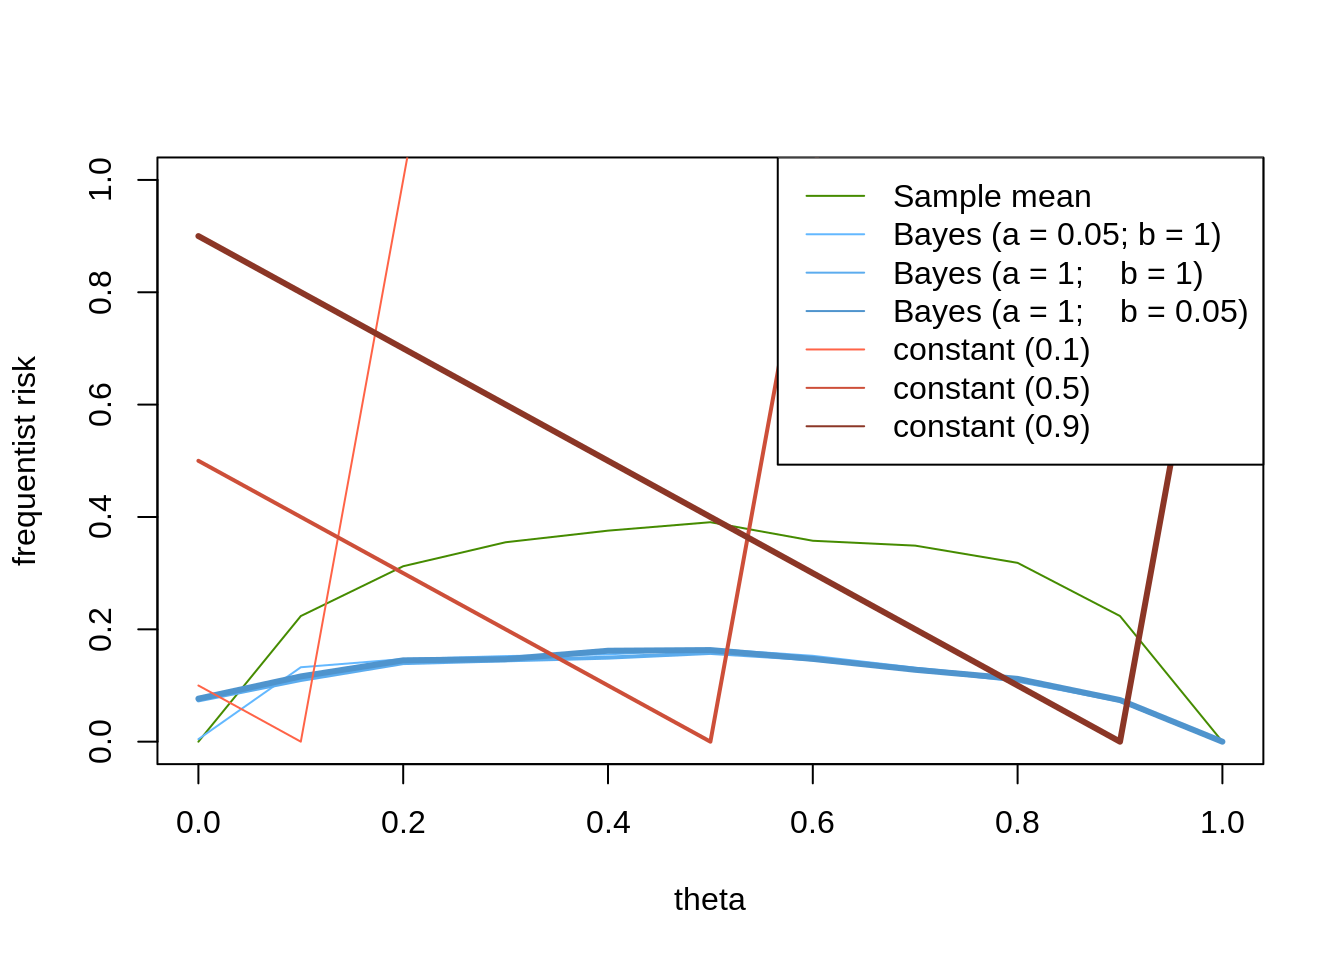 frequentist risk
1.0
0.8
0.6
0.4
0.2
0.0
Sample mean
Bayes (a = 0.05; b = 1)
Bayes (a = 1;    b = 1)
Bayes (a = 1;    b = 0.05)
constant (0.1)
constant (0.5)
constant (0.9)
0.0 0.2 0.4 0.6 0.8 1.0
theta